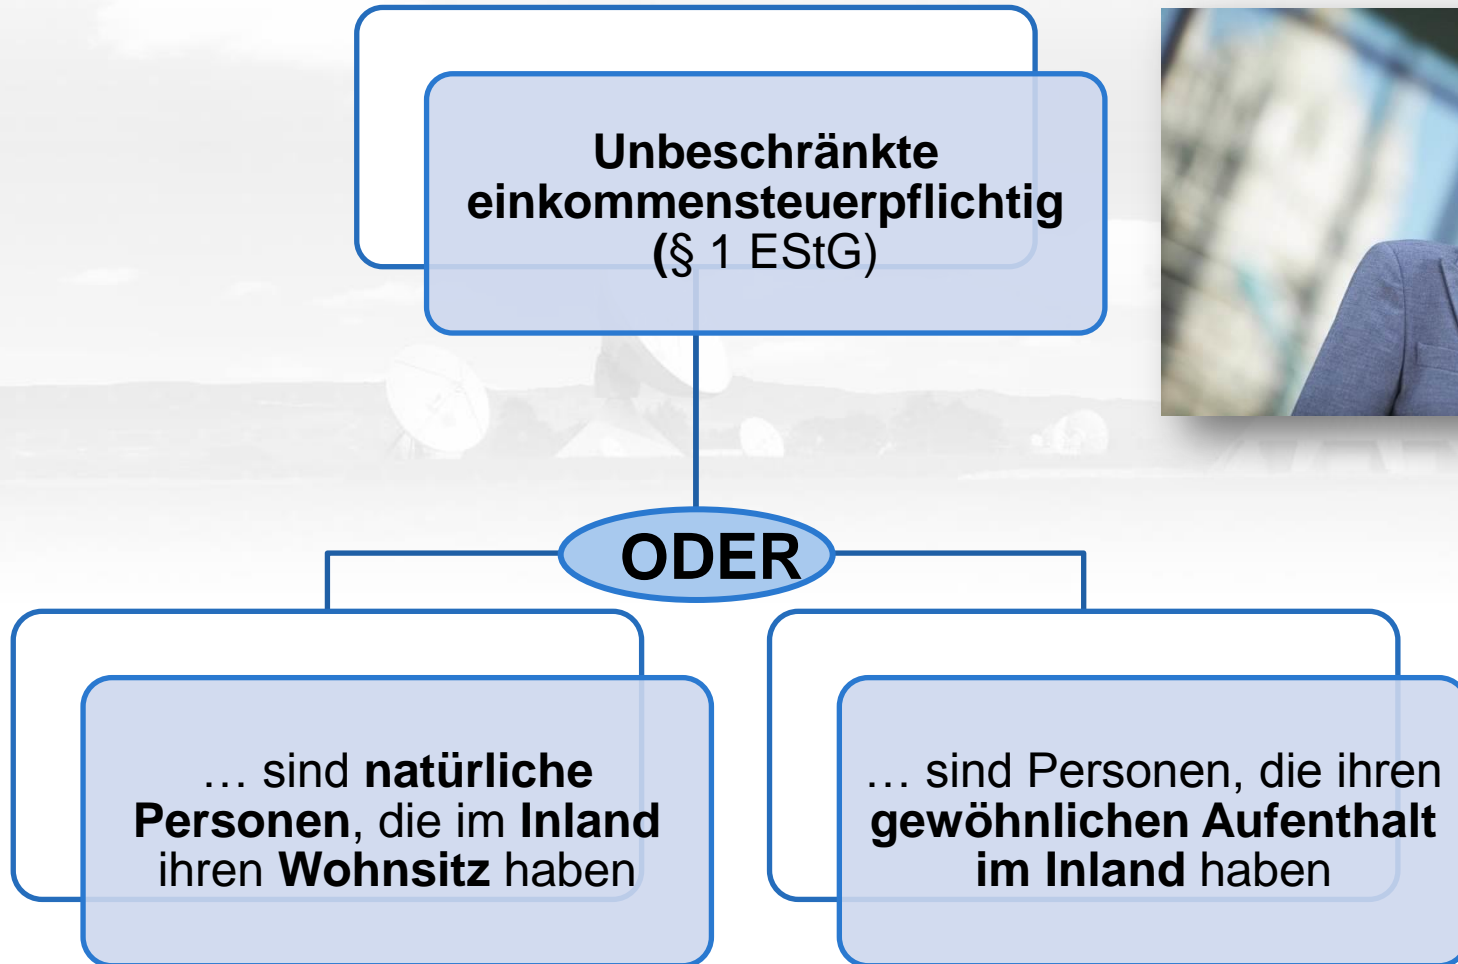 Unbeschränkte
einkommensteuerpflichtig
(§ 1 EStG)
ODER
… sind natürliche
Personen, die im Inland
ihren Wohnsitz haben
… sind Personen, die ihren
gewöhnlichen Aufenthalt
im Inland haben